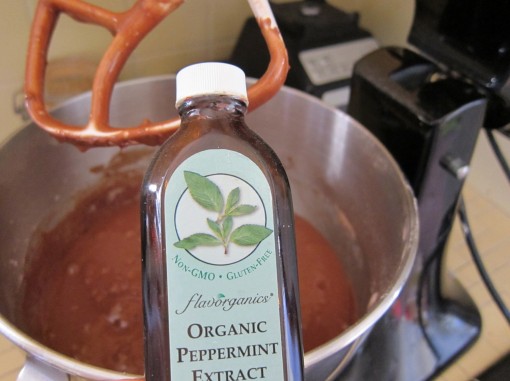 NON-GMO • GLUTEN-FREE
flavorganics®
ORGANIC
PEPPERMINT
EXTRACT